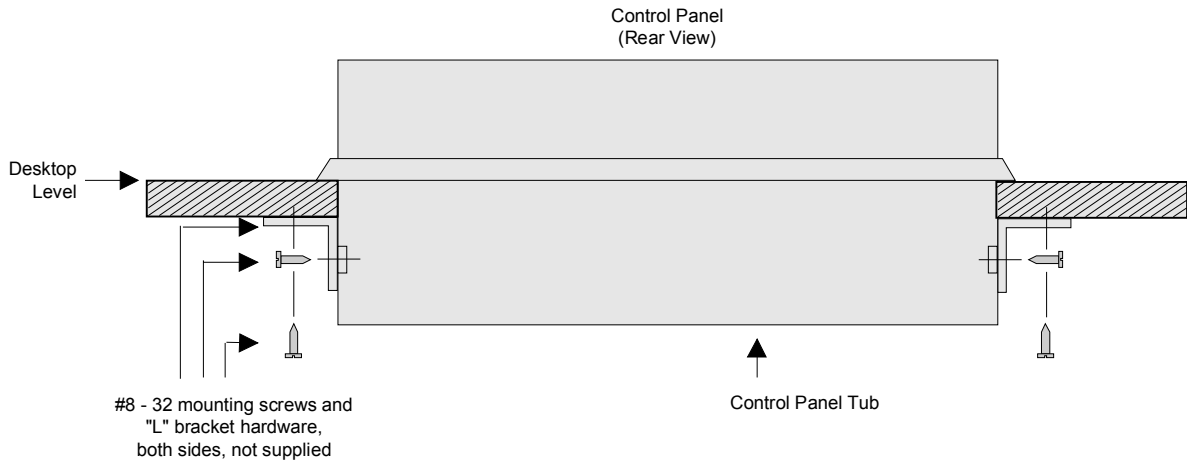 Control Panel
(Rear View)
Desktop
Level
#8 - 32 mounting screws and
"L" bracket hardware,
both sides, not supplied
Control Panel Tub